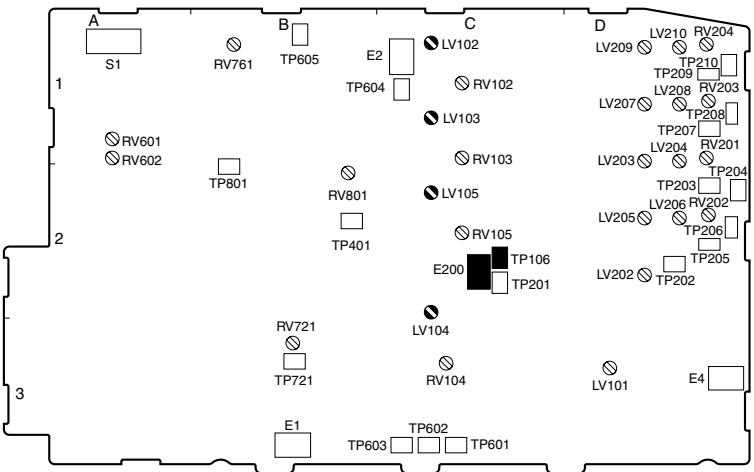 A B C D
S1
RV761
TP605
E2
LV102
LV209
LV210
RV204
TP210
TP209
1
TP604
RV102
LV207
LV208
RV203
TP208
TP207
LV103
RV601
RV602
RV103
LV203
LV204
RV201
TP204
TP203
TP801
RV801
LV105
LV205
LV206
RV202
TP206
TP205
2
TP401
RV105
TP106
E200
TP201
LV202
TP202
LV104
RV721
TP721
RV104
LV101
E4
3
E1
TP603
TP602
TP601